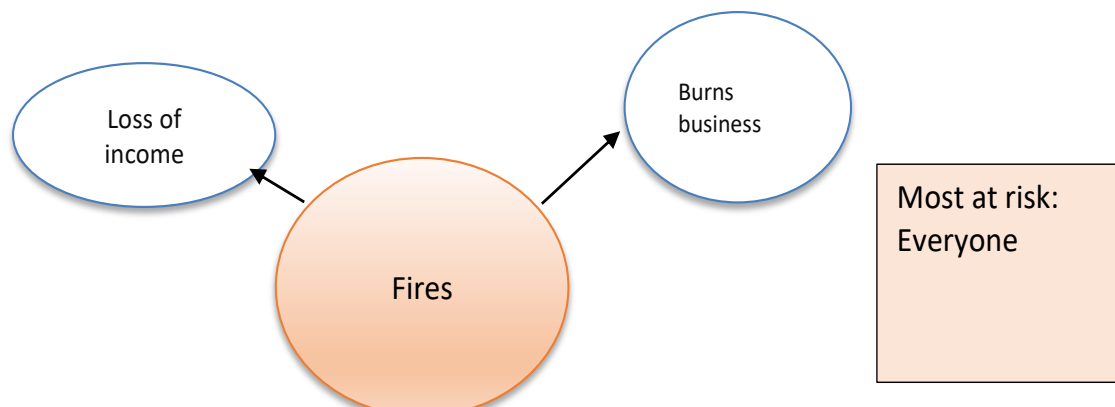 Loss of
income
Burns
business
Fires
Most at risk:
Everyone